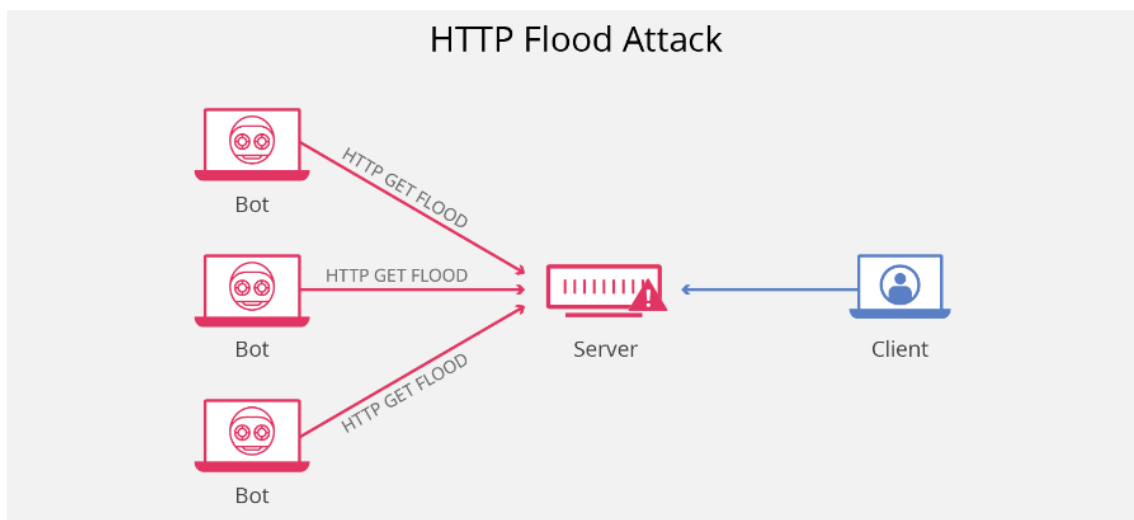 HTTP Flood Attack
HTTP GET FLOOD
Bot
HTTP GET FLOOD
Bot
Server
Client
HTTP GET FLOOD
Bot